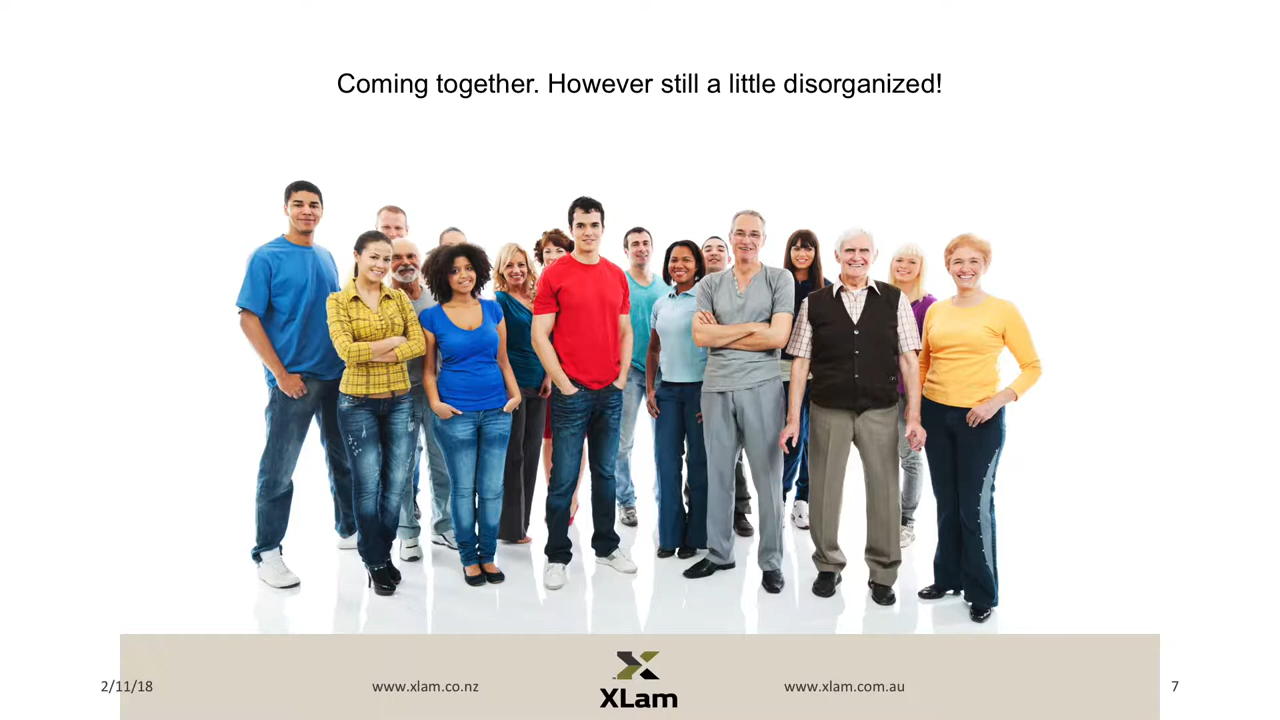 Coming together. However still a little disorganized!
2/11/18
www.xlam.co.nz
XLam
www.xlam.com.au
7